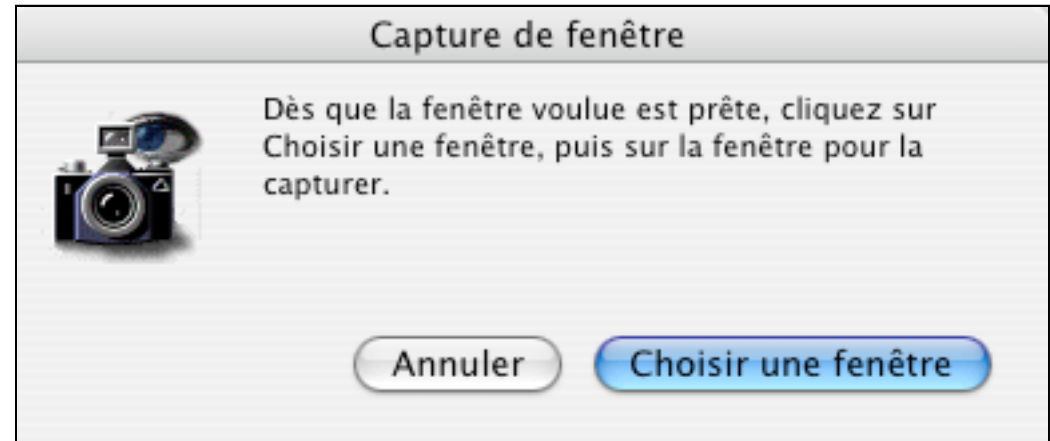 Capture de fenêtre
Dès que la fenêtre voulue est prête, cliquez sur
Choisir une fenêtre, puis sur la fenêtre pour la
capturer.
Annuler
Choisir une fenêtre